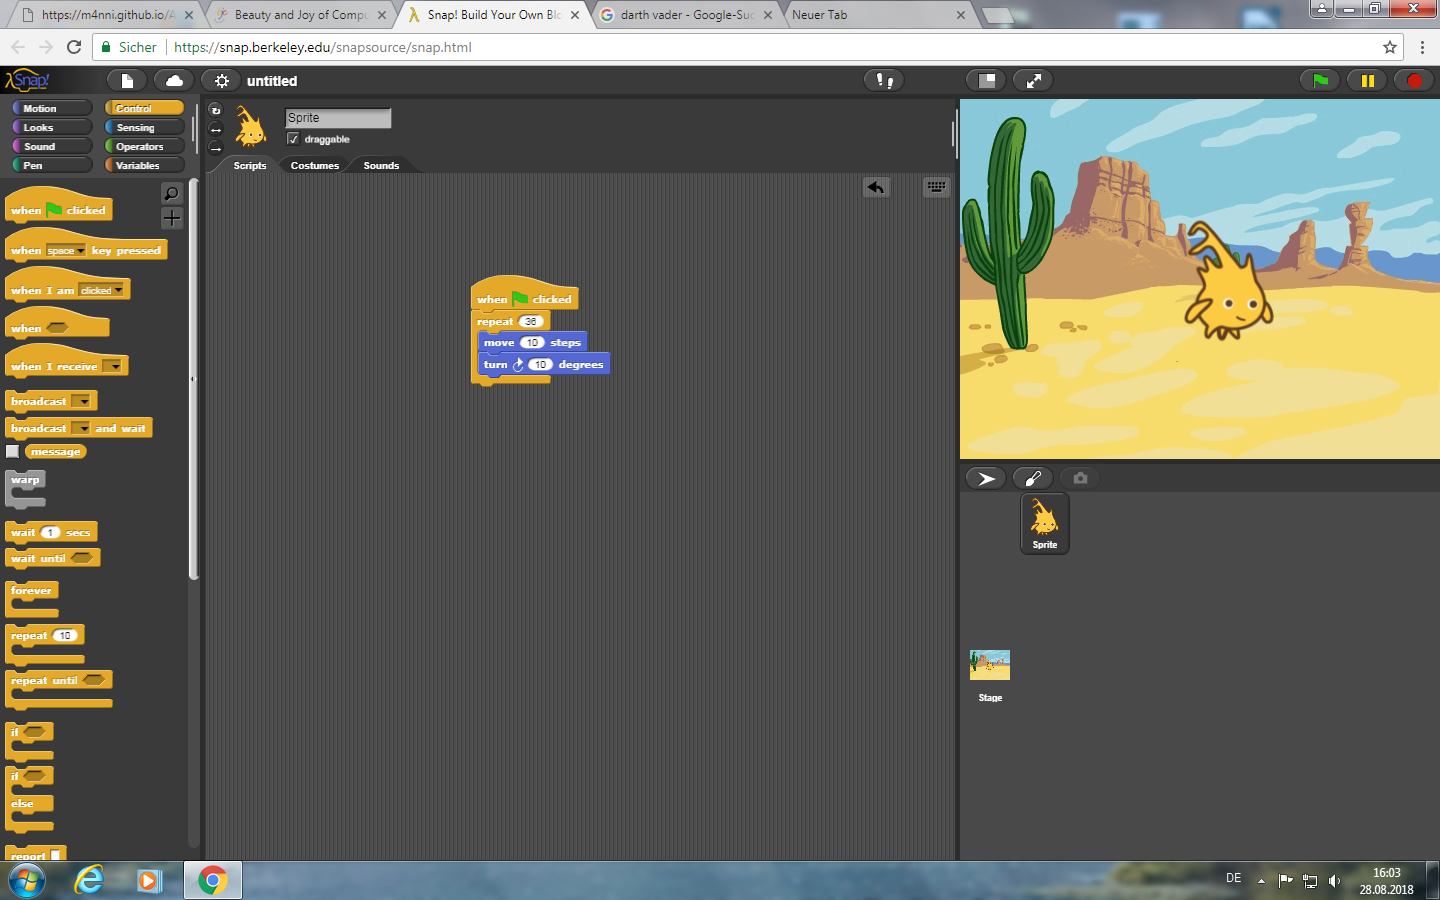 https://m4nni.github.io/A
Beauty and Joy of Compu
Snap! Build Your Own Blo
darth vader - Google-Suc
Neuer Tab
Sicher
https://snap.berkeley.edu/snapsource/snap.html
Snap!
untitled
Motion
Control
Looks
Sensing
Sound
Operators
Pen
Variables
Sprite
draggable
Scripts
Costumes
Sounds
when clicked
when space key pressed
when I am clicked
when
when I receive
broadcast
broadcast and wait
message
warp
wait 1 secs
wait until
forever
repeat 10
repeat until
if
if
else
report
when clicked
repeat 36
move 10 steps
turn 10 degrees
Sprite
Stage
DE
16:03
28.08.2018